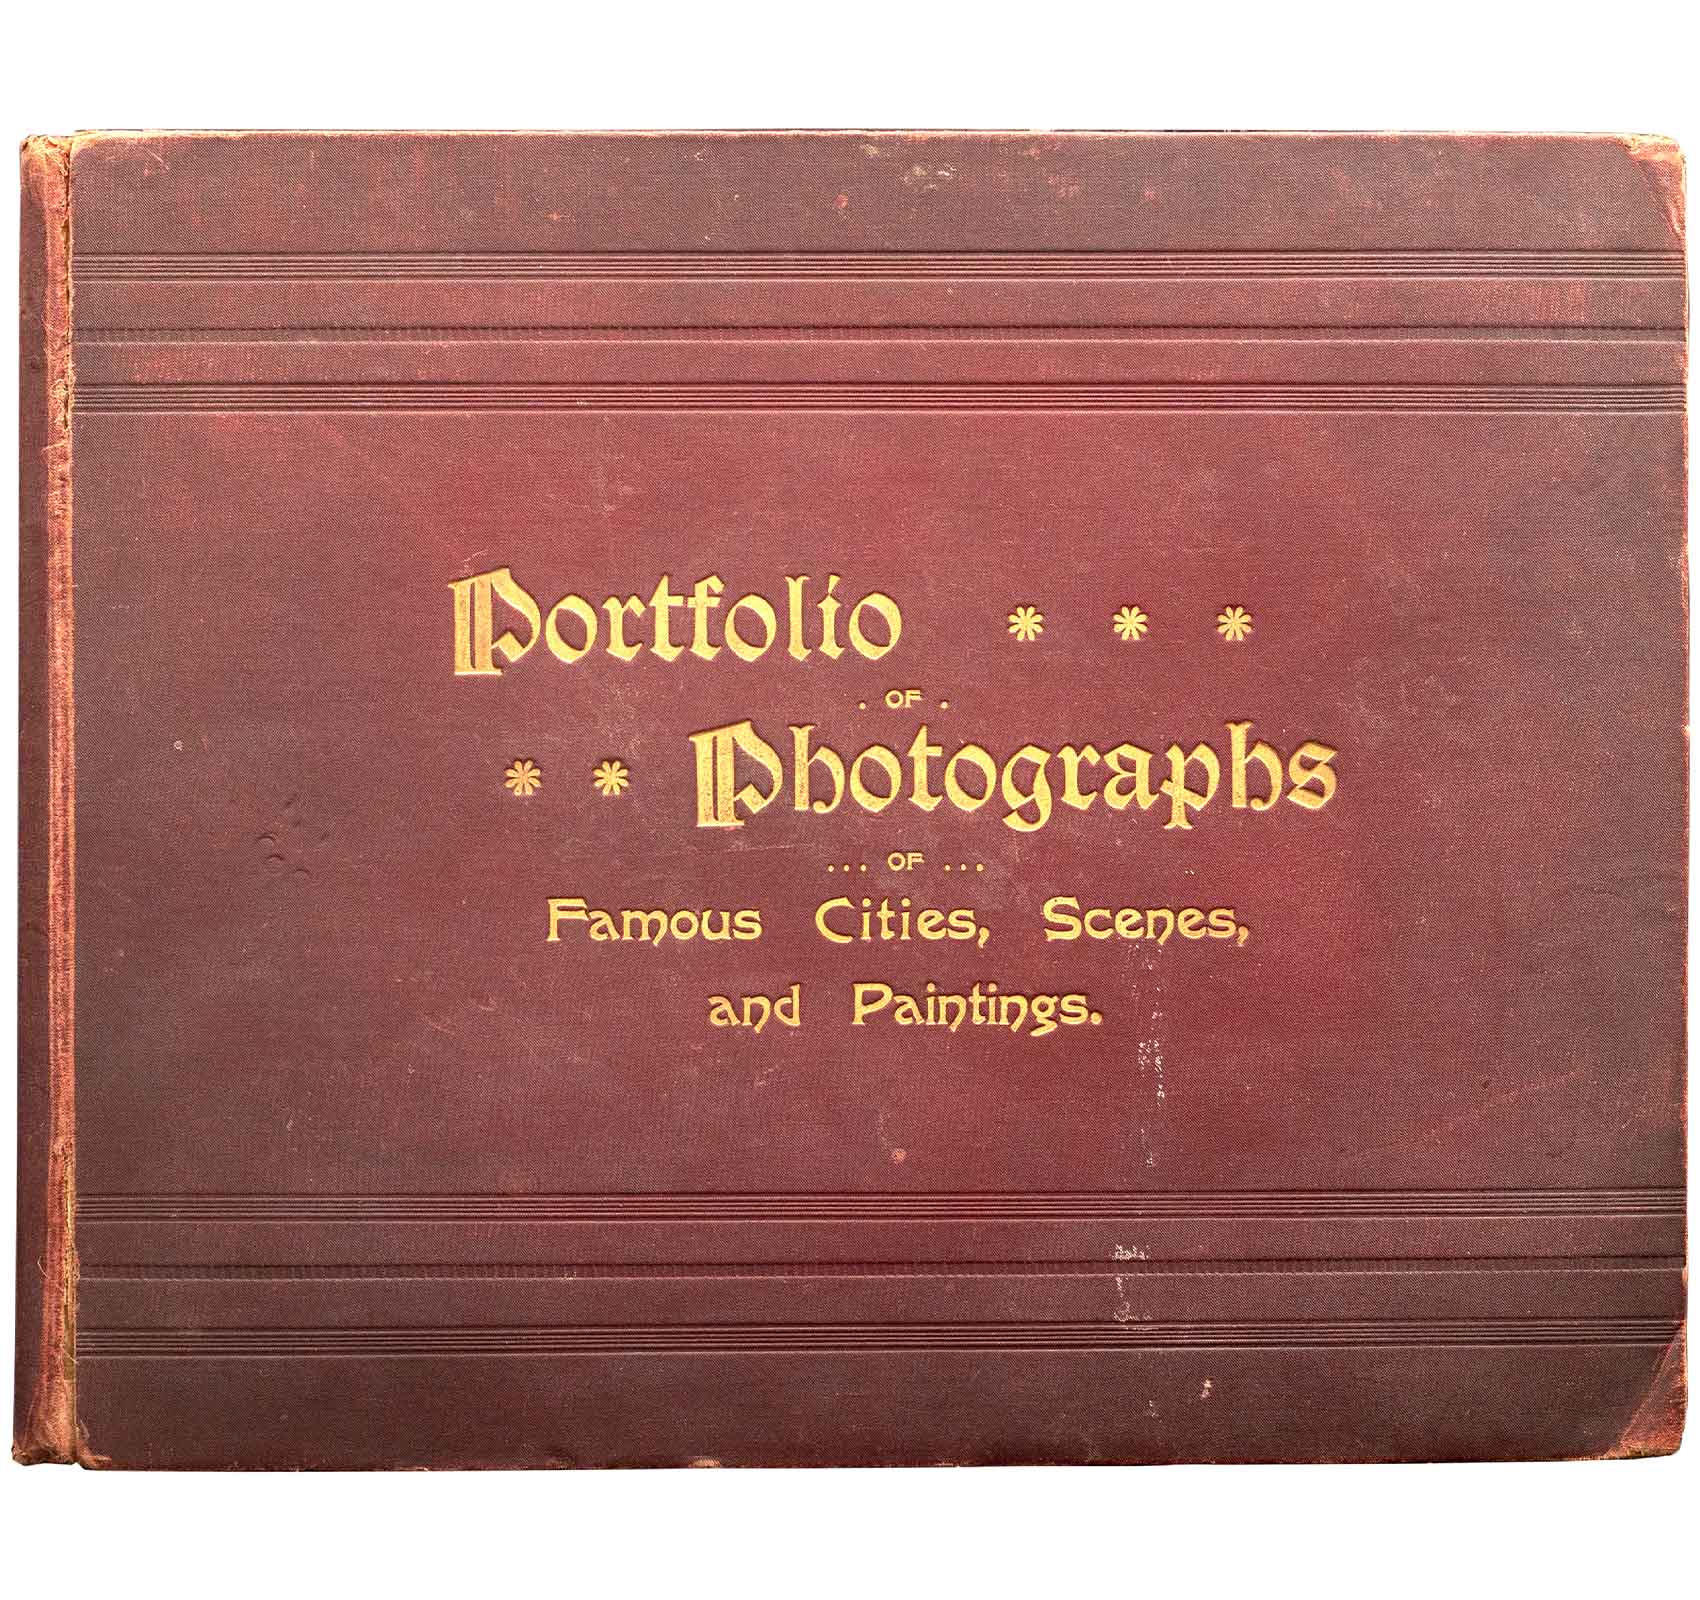 Portfolio * * *
. OF .
* * Photographs
... OF ...
Famous Cities, Scenes,
and Paintings.